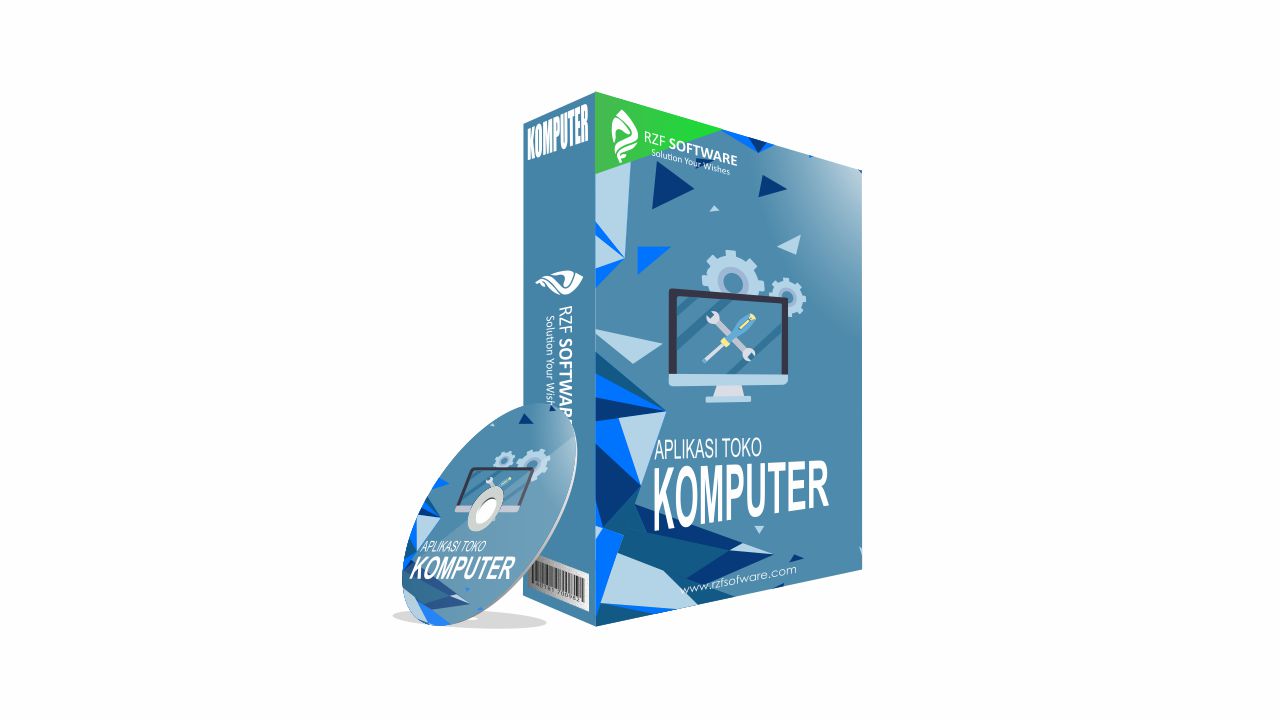 KOMPUTER
RZF SOFTWARE
Solution Your Wishes
RZF SOFTWARE
Solution Your
APLIKASI TOKO
KOMPUTER
www.rzfsofware.com
APLIKASI TOKO
KOMPUTER